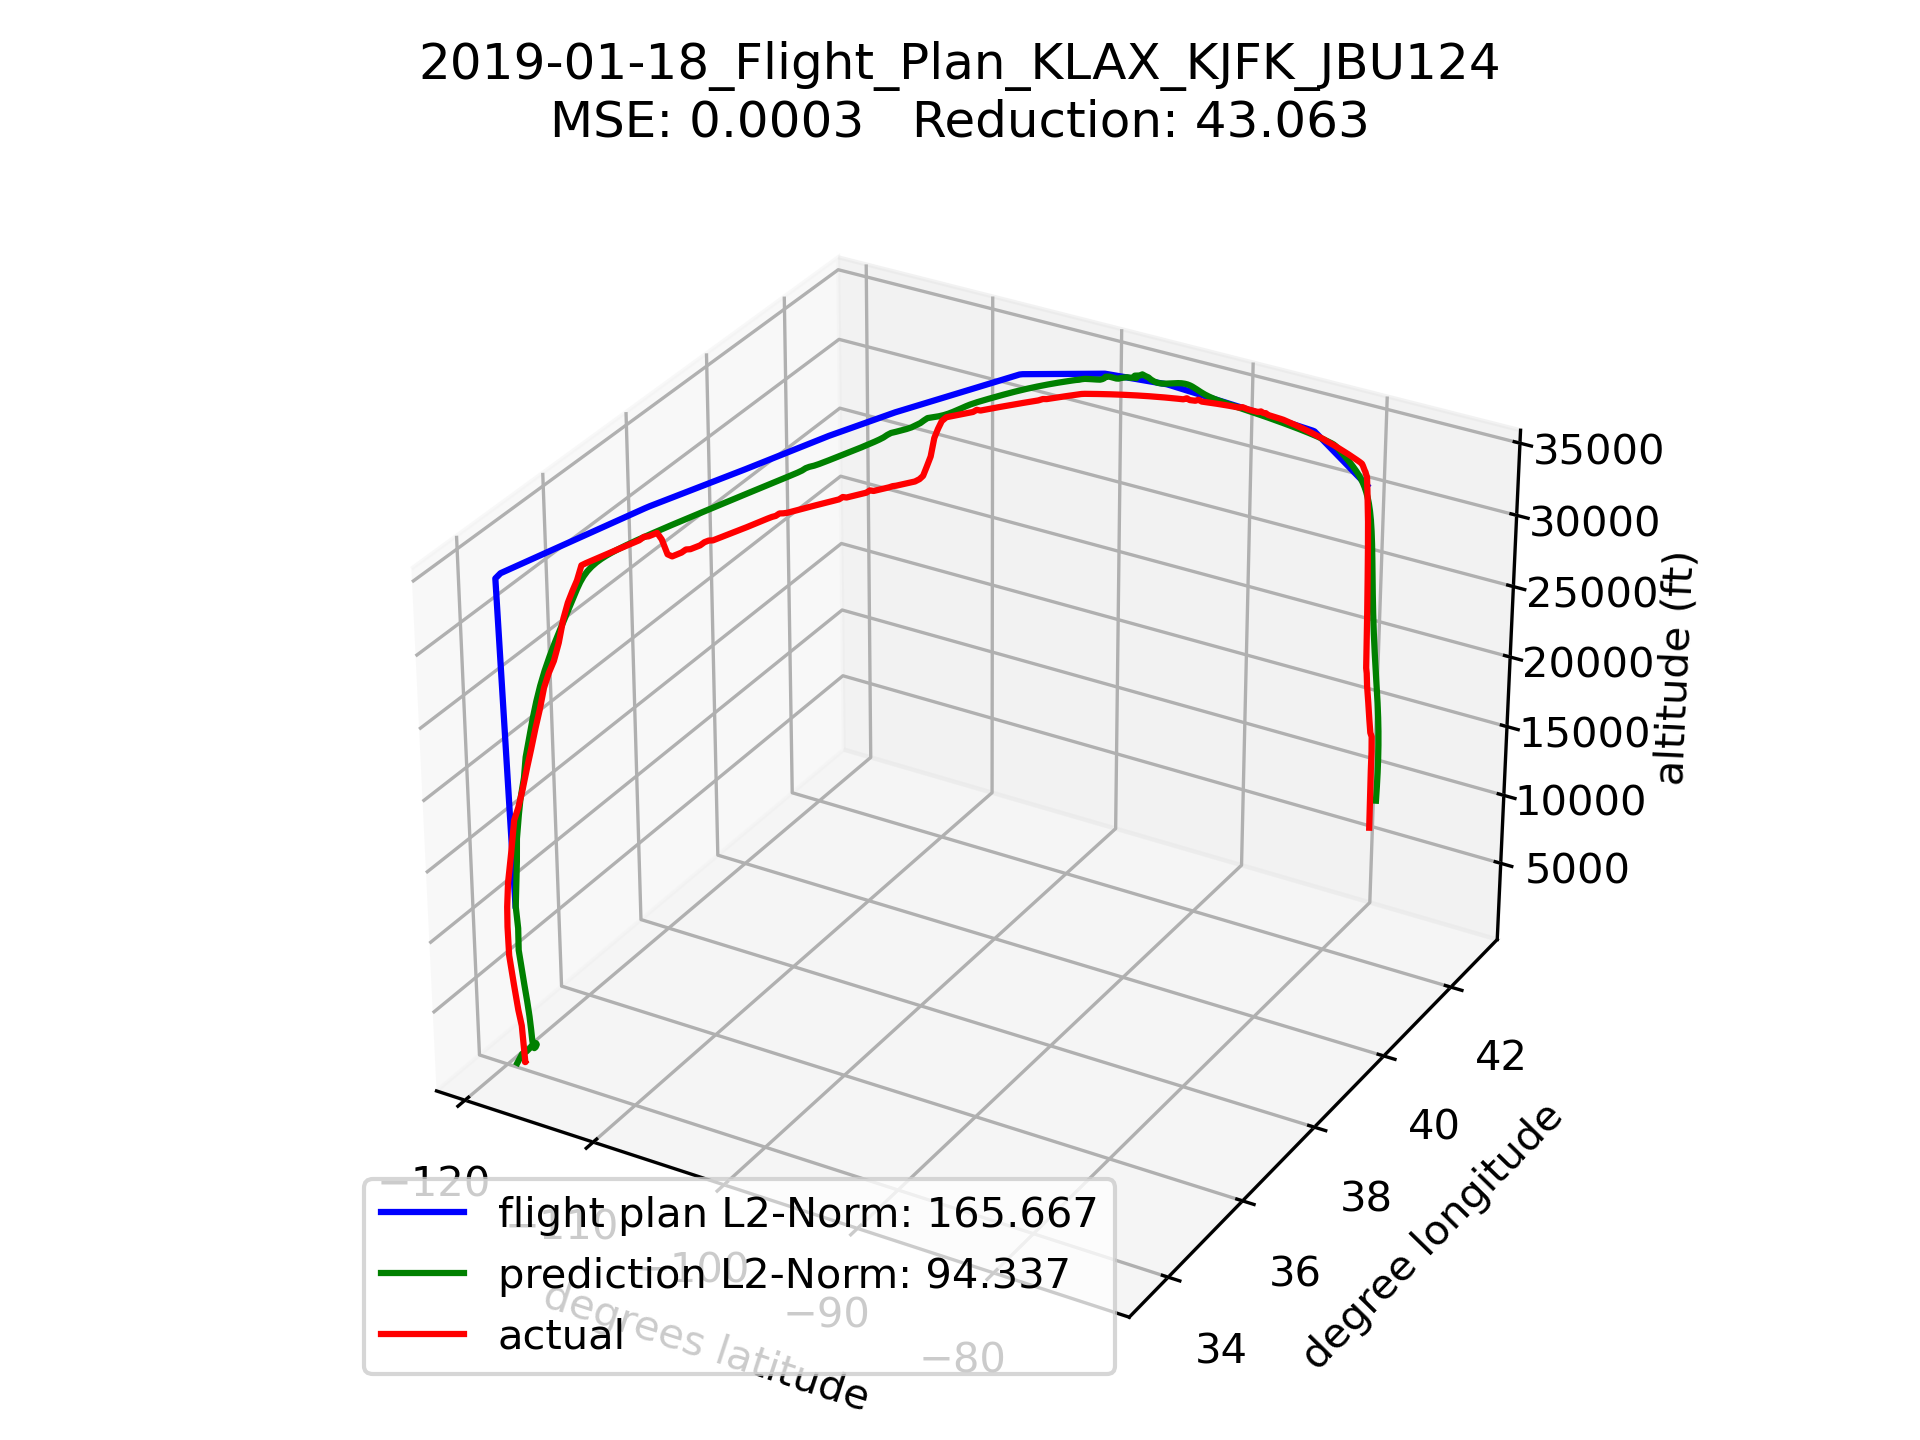 2019-01-18_Flight_Plan_KLAX_KJFK_JBU124
MSE: 0.0003   Reduction: 43.063
35000
30000
25000
20000
15000
10000
5000
altitude (ft)
42
40
38
36
34
degree longitude
−120
−110
−100
−90
−80
degrees latitude
flight plan L2-Norm: 165.667
prediction L2-Norm: 94.337
actual